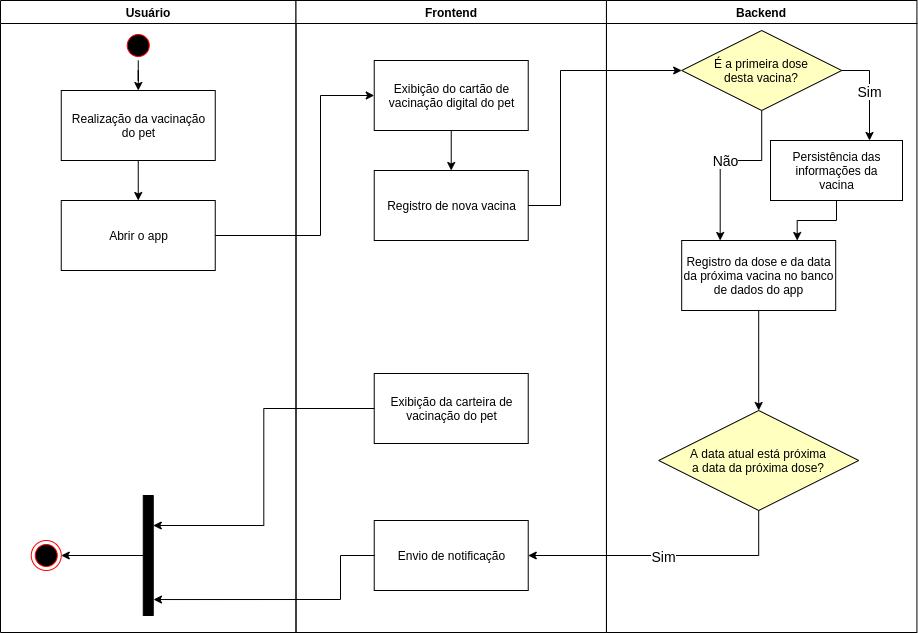 Usuário
Frontend
Backend
Realização da vacinação
do pet
Abrir o app
Exibição do cartão de
vacinação digital do pet
Registro de nova vacina
É a primeira dose
desta vacina?
Sim
Não
Persistência das
informações da
vacina
Registro da dose e da data
da próxima vacina no banco
de dados do app
A data atual está próxima
a data da próxima dose?
Sim
Exibição da carteira de
vacinação do pet
Envio de notificação